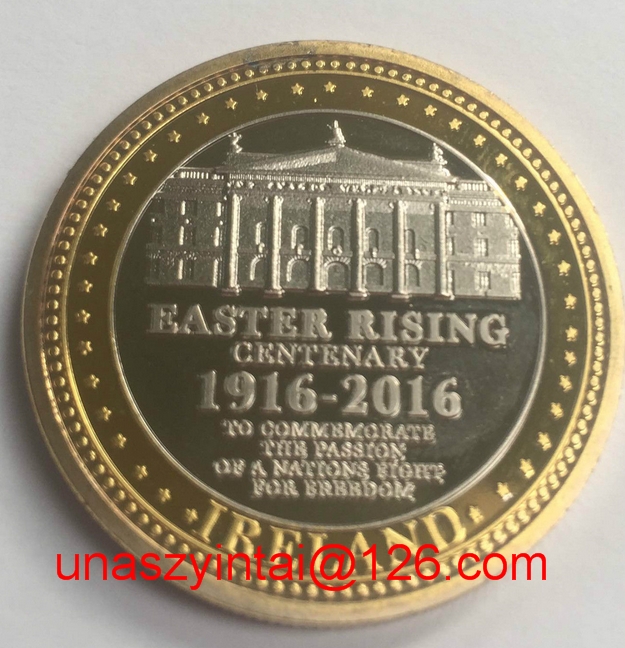 EASTER RISING
CENTENARY
1916-2016
TO COMMEMORATE
THE PASSION
OF A NATIONS FIGHT
FOR FREEDOM
IRELAND
unaszyintai@126.com